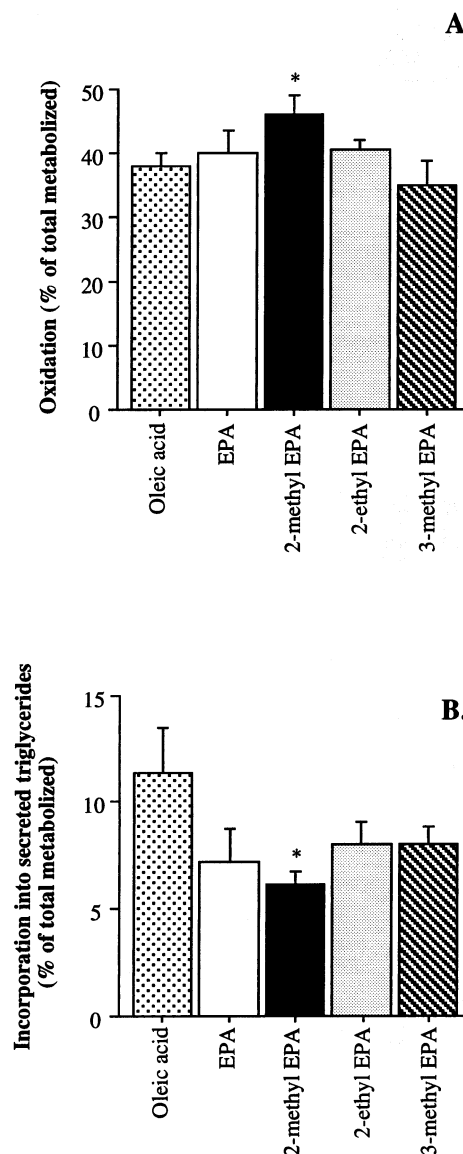 A
Oxidation (% of total metabolized)
50
40
30
20
10
0
*
Oleic acid
EPA
2-methyl EPA
2-ethyl EPA
3-methyl EPA
B.
Incorporation into secreted triglycerides
(% of total metabolized)
15
10
5
0
*
Oleic acid
EPA
2-methyl EPA
2-ethyl EPA
3-methyl EPA